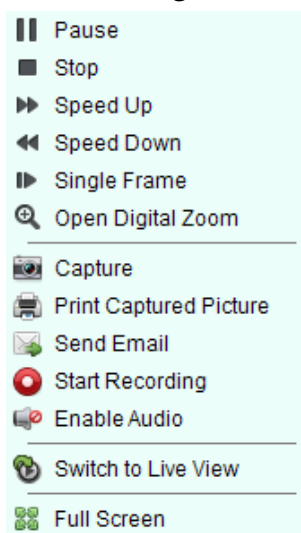 Pause
Stop
Speed Up
Speed Down
Single Frame
Open Digital Zoom
Capture
Print Captured Picture
Send Email
Start Recording
Enable Audio
Switch to Live View
Full Screen